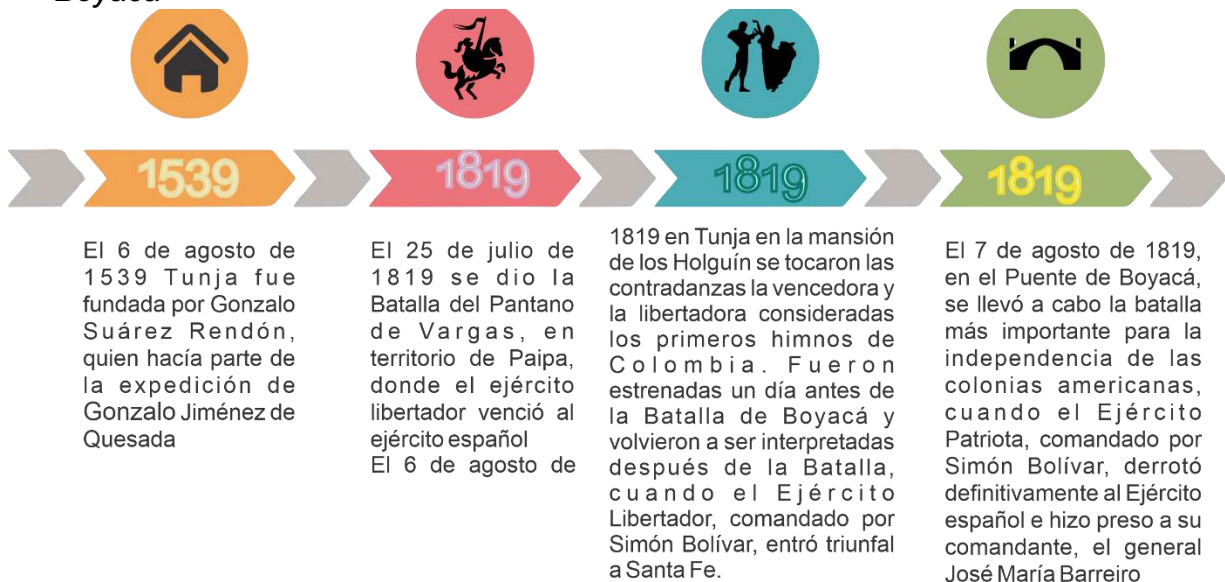 1539
El 6 de agosto de
1539 Tunja fue
fundada por Gonzalo
Suárez Rendón,
quien hacía parte de
la expedición de
Gonzalo Jiménez de
Quesada
1819
El 25 de julio de
1819 se dio la
Batalla del Pantano
de Vargas, en
territorio de Paipa,
donde el ejército
libertador venció al
ejército español
El 6 de agosto de
1819
1819 en Tunja en la mansión
de los Holguín se tocaron las
contradanzas la vencedora y
la libertadora consideradas
los primeros himnos de
Colombia. Fueron
estrenadas un día antes de
la Batalla de Boyacá y
volvieron a ser interpretadas
después de la Batalla,
cuando el Ejército
Libertador, comandado por
Simón Bolívar, entró triunfal
a Santa Fe.
1819
El 7 de agosto de 1819,
en el Puente de Boyacá,
se llevó a cabo la batalla
más importante para la
independencia de las
colonias americanas,
cuando el Ejército
Patriota, comandado por
Simón Bolívar, derrotó
definitivamente al Ejército
español e hizo preso a su
comandante, el general
José María Barreiro